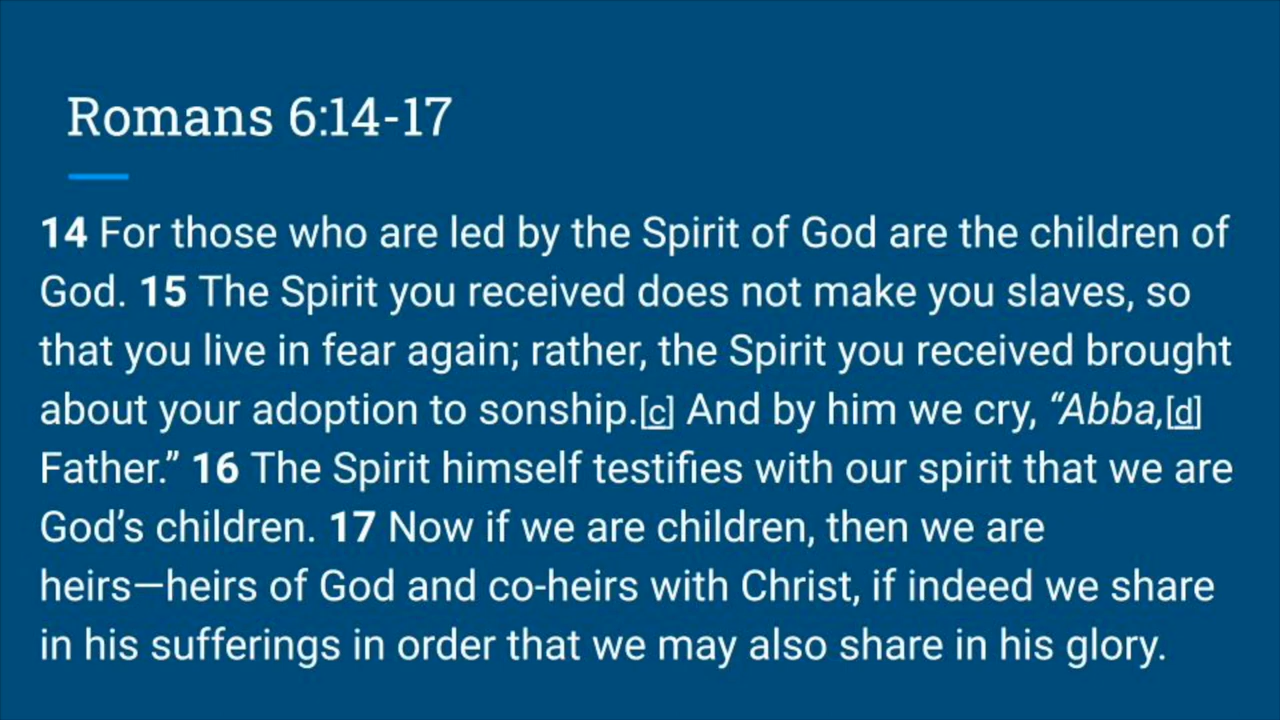 Romans 6:14-17
14 For those who are led by the Spirit of God are the children of
God. 15 The Spirit you received does not make you slaves, so
that you live in fear again; rather, the Spirit you received brought
about your adoption to sonship.[c] And by him we cry, “Abba,[d]
Father.” 16 The Spirit himself testifies with our spirit that we are
God’s children. 17 Now if we are children, then we are
heirs—heirs of God and co-heirs with Christ, if indeed we share
in his sufferings in order that we may also share in his glory.